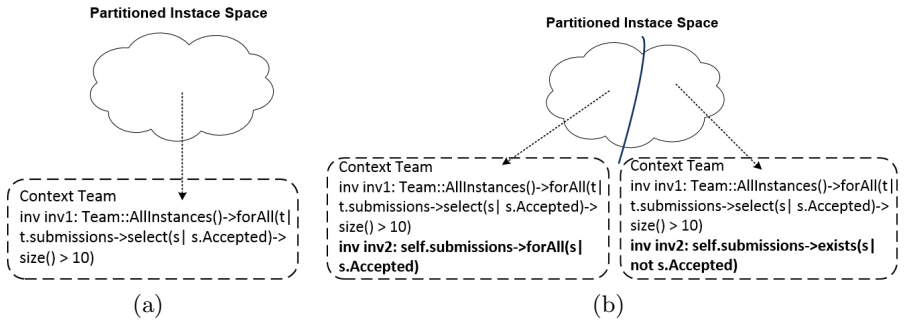 Partitioned Instace Space
Context Team
inv inv1: Team::AllInstances()->forAll(t|
t.submissions->select(s| s.Accepted)->
size() > 10)
(a)
Partitioned Instace Space
Context Team
inv inv1: Team::AllInstances()->forAll(t|
t.submissions->select(s| s.Accepted)->
size() > 10)
inv inv2: self.submissions->forAll(s|
s.Accepted)
Context Team
inv inv1: Team::AllInstances()->forAll(t|
t.submissions->select(s| s.Accepted)->
size() > 10)
inv inv2: self.submissions->exists(s|
not s.Accepted)
(b)